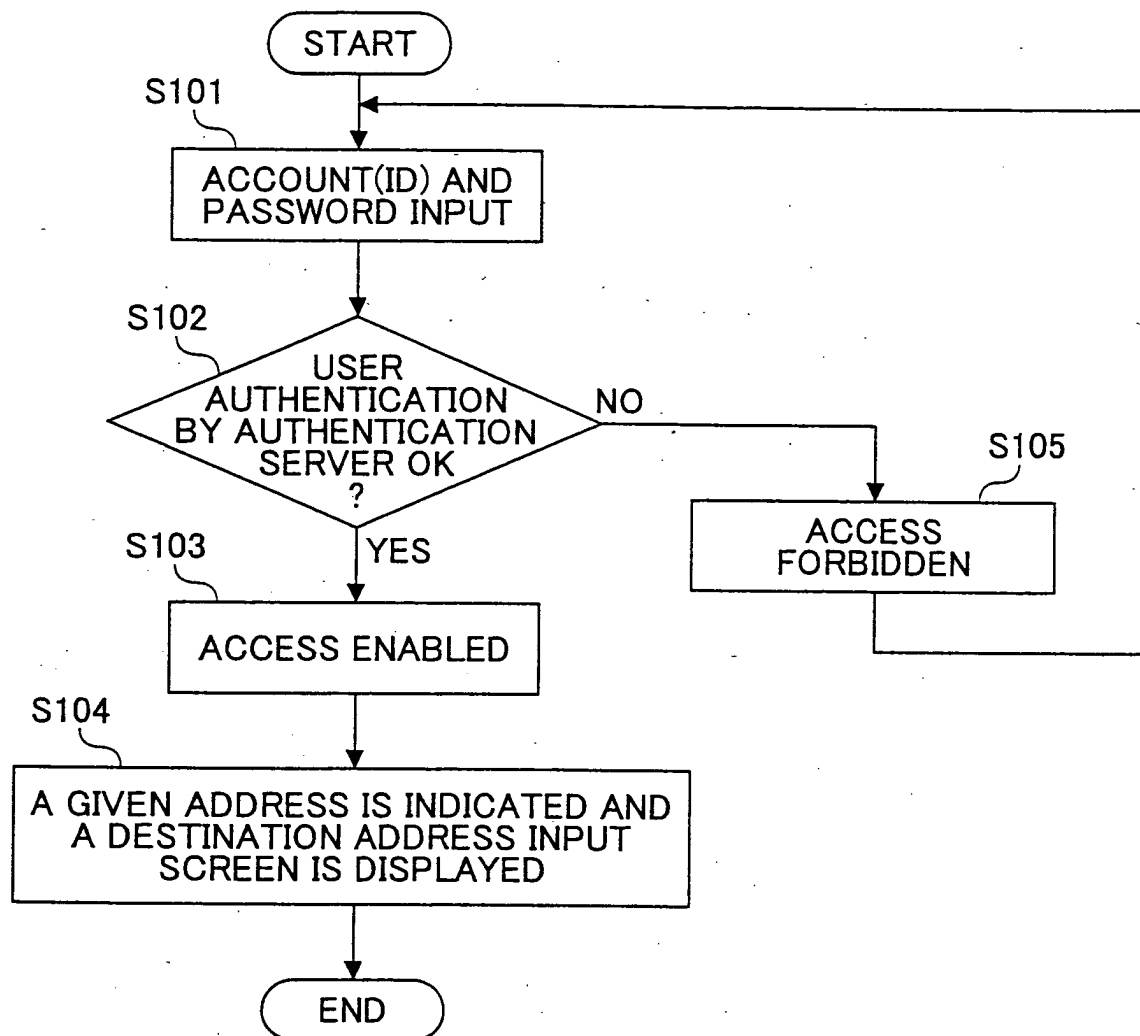 START
S101
ACCOUNT(ID) AND
PASSWORD INPUT
S102
USER
AUTHENTICATION
BY AUTHENTICATION
SERVER OK
?
NO
S105
ACCESS
FORBIDDEN
YES
S103
ACCESS ENABLED
S104
A GIVEN ADDRESS IS INDICATED AND
A DESTINATION ADDRESS INPUT
SCREEN IS DISPLAYED
END